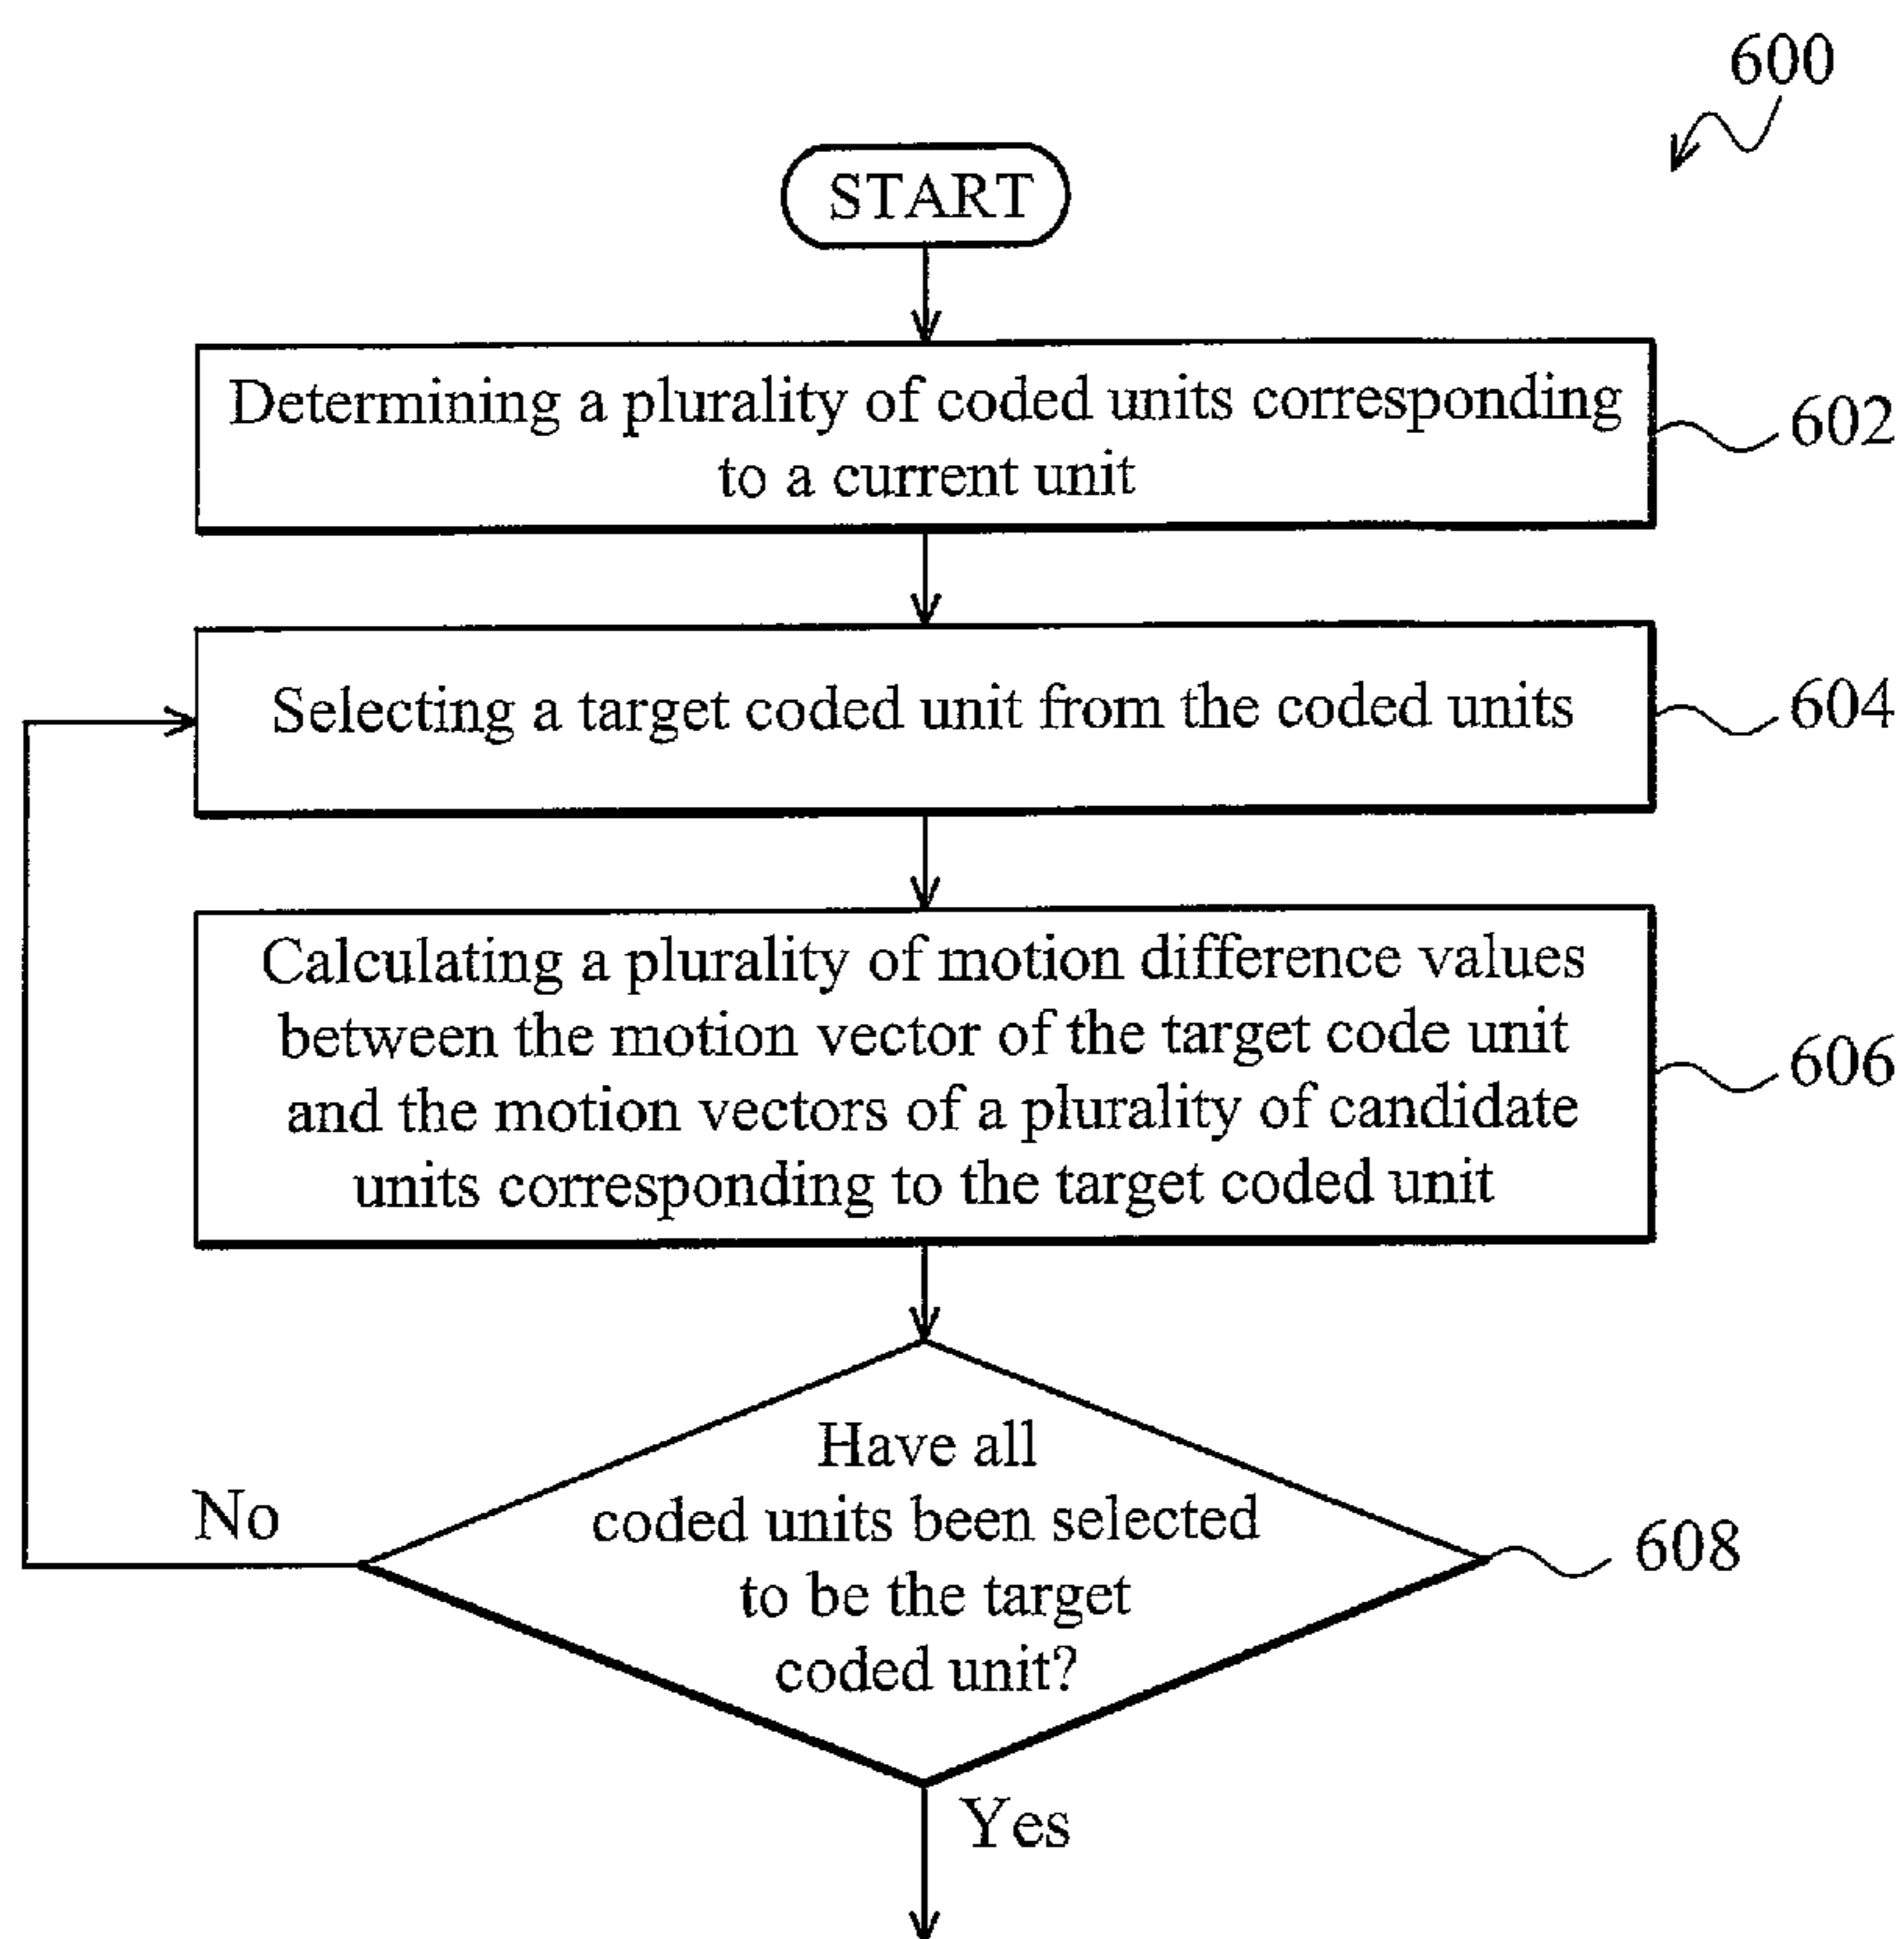 600
START
Determining a plurality of coded units corresponding
to a current unit
602
Selecting a target coded unit from the coded units
604
Calculating a plurality of motion difference values
between the motion vector of the target code unit
and the motion vectors of a plurality of candidate
units corresponding to the target coded unit
606
Have all
coded units been selected
to be the target
coded unit?
608
No
Yes